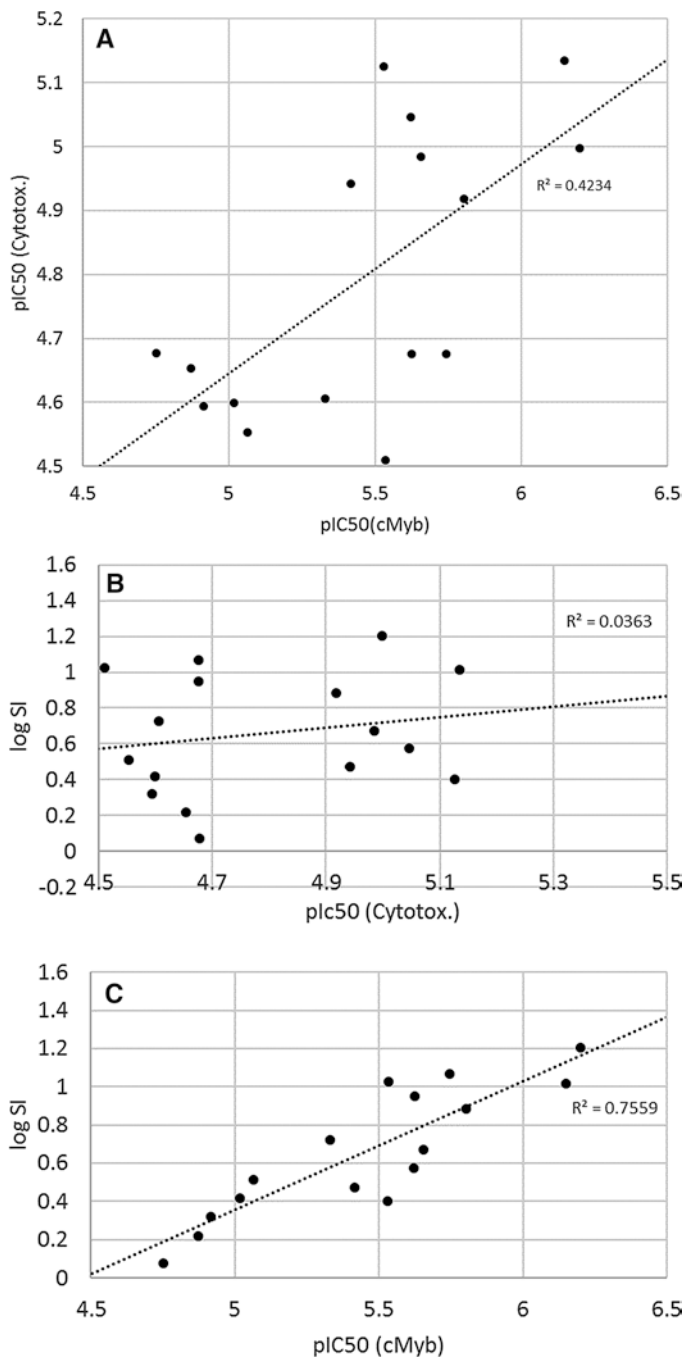 A
5.2
5.1
5
4.9
4.8
4.7
4.6
4.5
pIC50 (Cytotox.)
R² = 0.4234
4.5 5 5.5 6 6.5
pIC50(cMyb)
B
1.6
1.4
1.2
1
0.8
0.6
0.4
0.2
0
-0.2
log SI
R² = 0.0363
4.5 4.7 4.9 5.1 5.3 5.5
pIc50 (Cytotox.)
C
1.6
1.4
1.2
1
0.8
0.6
0.4
0.2
0
log SI
R² = 0.7559
4.5 5 5.5 6 6.5
pIC50 (cMyb)